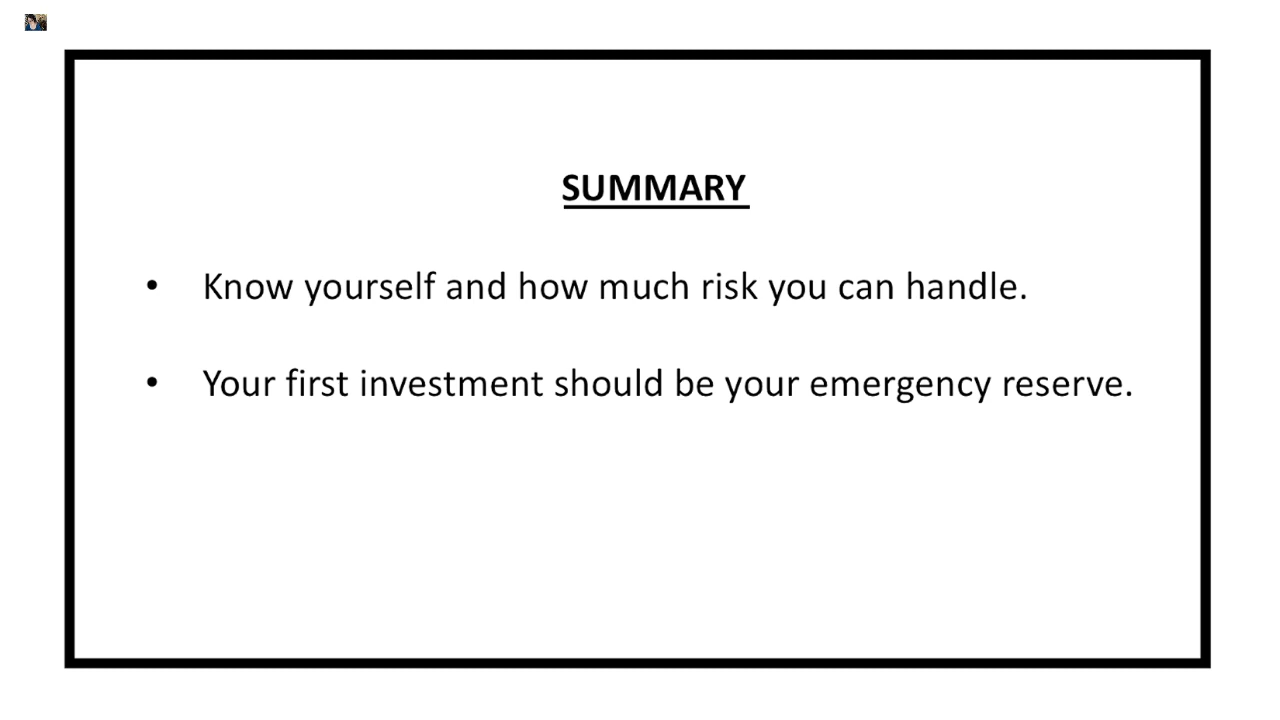 SUMMARY
• Know yourself and how much risk you can handle.
• Your first investment should be your emergency reserve.